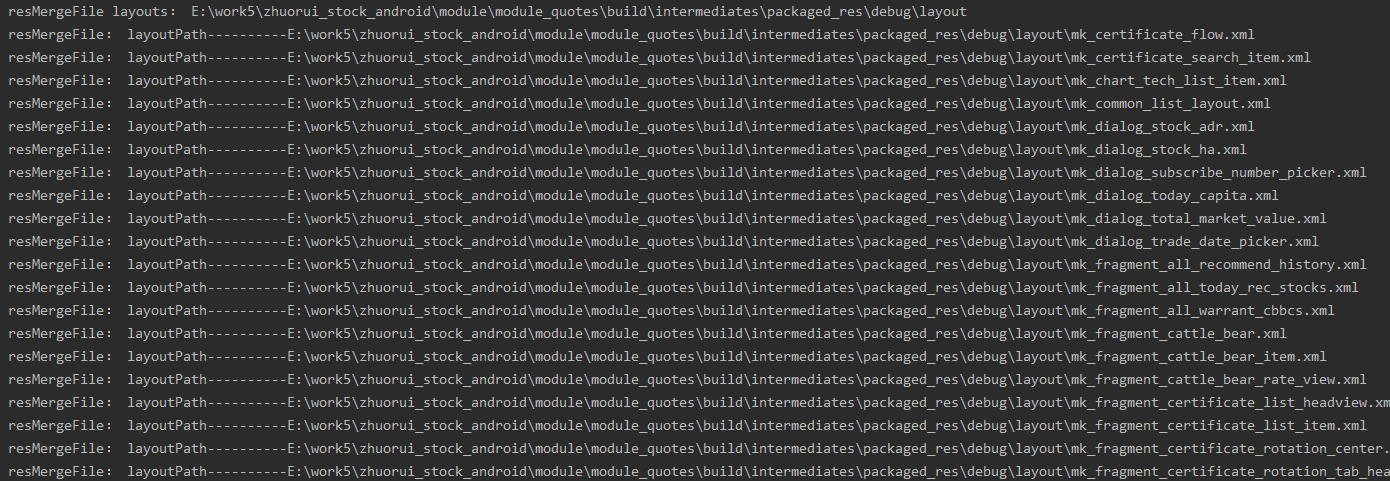 resMergeFile layouts: E:\work5\zhuorui_stock_android\module\module_quotes\build\intermediates\packaged_res\debug\layout
resMergeFile: layoutPath----------E:\work5\zhuorui_stock_android\module\module_quotes\build\intermediates\packaged_res\debug\layout\mk_certificate_flow.xml
resMergeFile: layoutPath----------E:\work5\zhuorui_stock_android\module\module_quotes\build\intermediates\packaged_res\debug\layout\mk_certificate_search_item.xml
resMergeFile: layoutPath----------E:\work5\zhuorui_stock_android\module\module_quotes\build\intermediates\packaged_res\debug\layout\mk_chart_tech_list_item.xml
resMergeFile: layoutPath----------E:\work5\zhuorui_stock_android\module\module_quotes\build\intermediates\packaged_res\debug\layout\mk_common_list_layout.xml
resMergeFile: layoutPath----------E:\work5\zhuorui_stock_android\module\module_quotes\build\intermediates\packaged_res\debug\layout\mk_dialog_stock_adr.xml
resMergeFile: layoutPath----------E:\work5\zhuorui_stock_android\module\module_quotes\build\intermediates\packaged_res\debug\layout\mk_dialog_stock_ha.xml
resMergeFile: layoutPath----------E:\work5\zhuorui_stock_android\module\module_quotes\build\intermediates\packaged_res\debug\layout\mk_dialog_subscribe_number_picker.xml
resMergeFile: layoutPath----------E:\work5\zhuorui_stock_android\module\module_quotes\build\intermediates\packaged_res\debug\layout\mk_dialog_today_capita.xml
resMergeFile: layoutPath----------E:\work5\zhuorui_stock_android\module\module_quotes\build\intermediates\packaged_res\debug\layout\mk_dialog_total_market_value.xml
resMergeFile: layoutPath----------E:\work5\zhuorui_stock_android\module\module_quotes\build\intermediates\packaged_res\debug\layout\mk_dialog_trade_date_picker.xml
resMergeFile: layoutPath----------E:\work5\zhuorui_stock_android\module\module_quotes\build\intermediates\packaged_res\debug\layout\mk_fragment_all_recommend_history.xml
resMergeFile: layoutPath----------E:\work5\zhuorui_stock_android\module\module_quotes\build\intermediates\packaged_res\debug\layout\mk_fragment_all_today_rec_stocks.xml
resMergeFile: layoutPath----------E:\work5\zhuorui_stock_android\module\module_quotes\build\intermediates\packaged_res\debug\layout\mk_fragment_all_warrant_cbbcs.xml
resMergeFile: layoutPath----------E:\work5\zhuorui_stock_android\module\module_quotes\build\intermediates\packaged_res\debug\layout\mk_fragment_cattle_bear.xml
resMergeFile: layoutPath----------E:\work5\zhuorui_stock_android\module\module_quotes\build\intermediates\packaged_res\debug\layout\mk_fragment_cattle_bear_item.xml
resMergeFile: layoutPath----------E:\work5\zhuorui_stock_android\module\module_quotes\build\intermediates\packaged_res\debug\layout\mk_fragment_cattle_bear_rate_view.xml
resMergeFile: layoutPath----------E:\work5\zhuorui_stock_android\module\module_quotes\build\intermediates\packaged_res\debug\layout\mk_fragment_certificate_list_headview.xm
resMergeFile: layoutPath----------E:\work5\zhuorui_stock_android\module\module_quotes\build\intermediates\packaged_res\debug\layout\mk_fragment_certificate_list_item.xml
resMergeFile: layoutPath----------E:\work5\zhuorui_stock_android\module\module_quotes\build\intermediates\packaged_res\debug\layout\mk_fragment_certificate_rotation_center.
resMergeFile: layoutPath----------E:\work5\zhuorui_stock_android\module\module_quotes\build\intermediates\packaged_res\debug\layout\mk_fragment_certificate_rotation_tab_hea